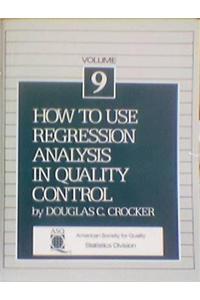 VOLUME
9
HOW TO USE
REGRESSION
ANALYSIS
IN QUALITY
CONTROL
by DOUGLAS C. CROCKER
ASQ
American Society for Quality
Statistics Division